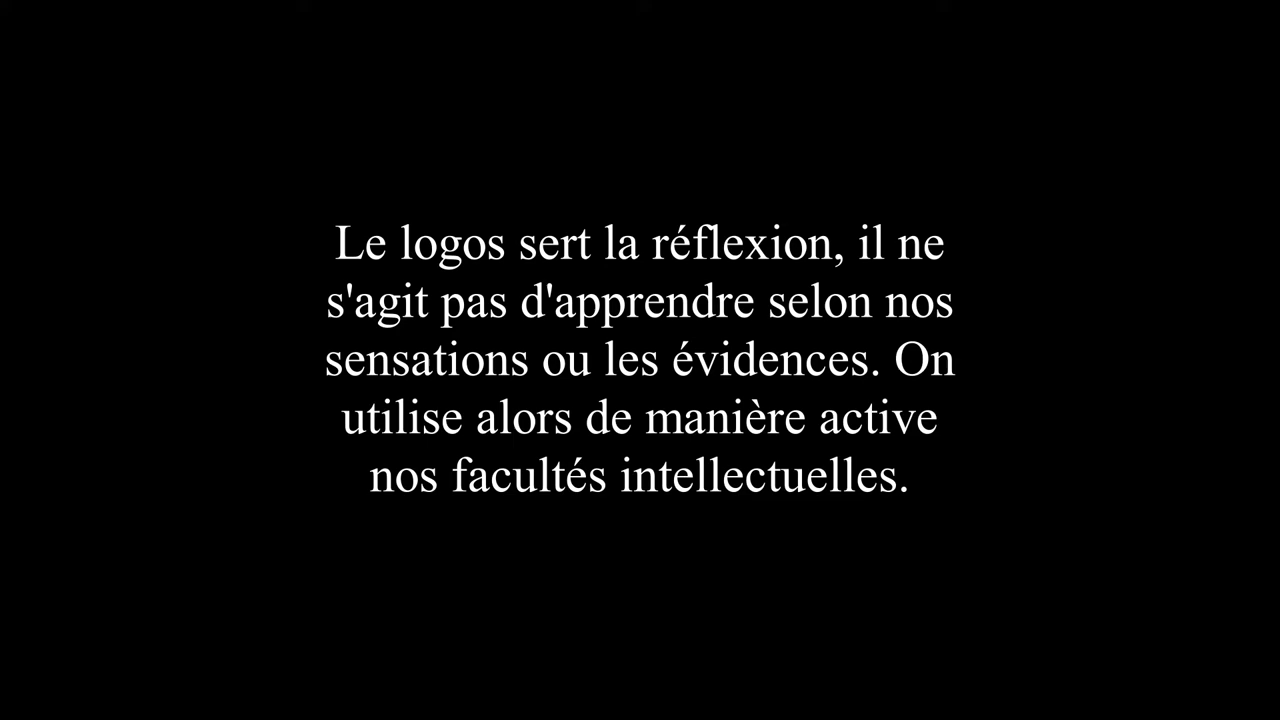 Le logos sert la réflexion, il ne
s'agit pas d'apprendre selon nos
sensations ou les évidences. On
utilise alors de manière active
nos facultés intellectuelles.